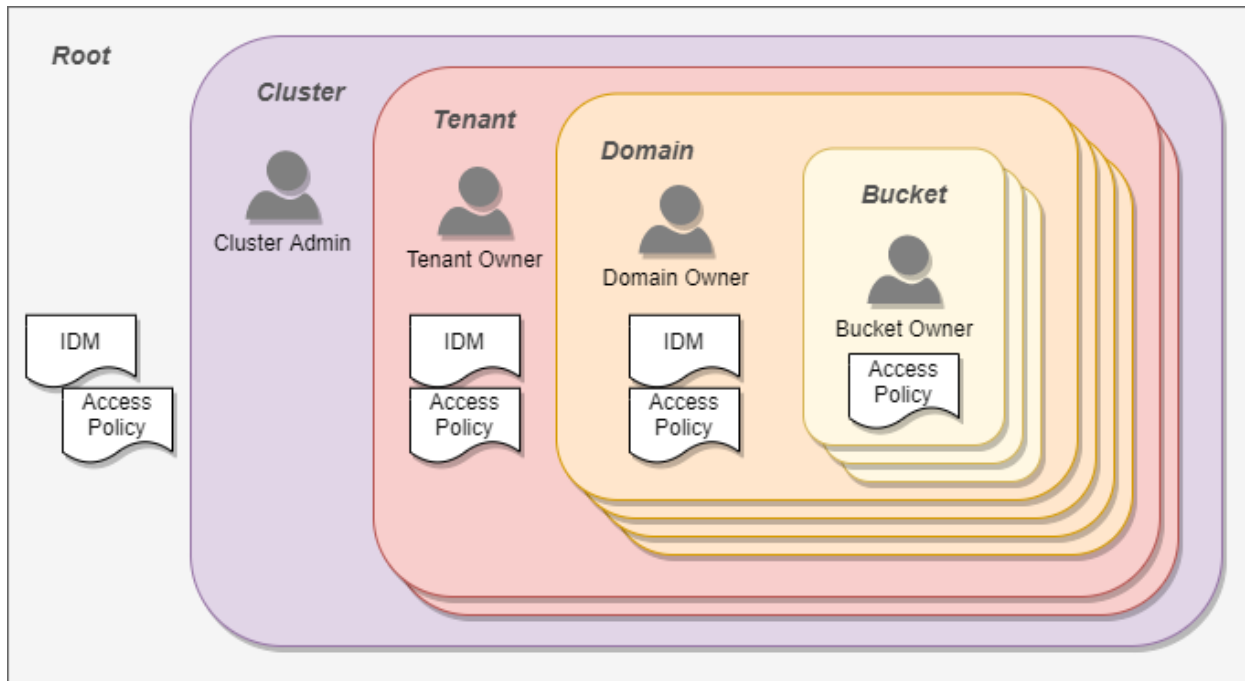 Root
Cluster
Cluster Admin
Tenant
Tenant Owner
Domain
Domain Owner
Bucket
Bucket Owner
IDM
Access
Policy
IDM
Access
Policy
IDM
Access
Policy
Access
Policy